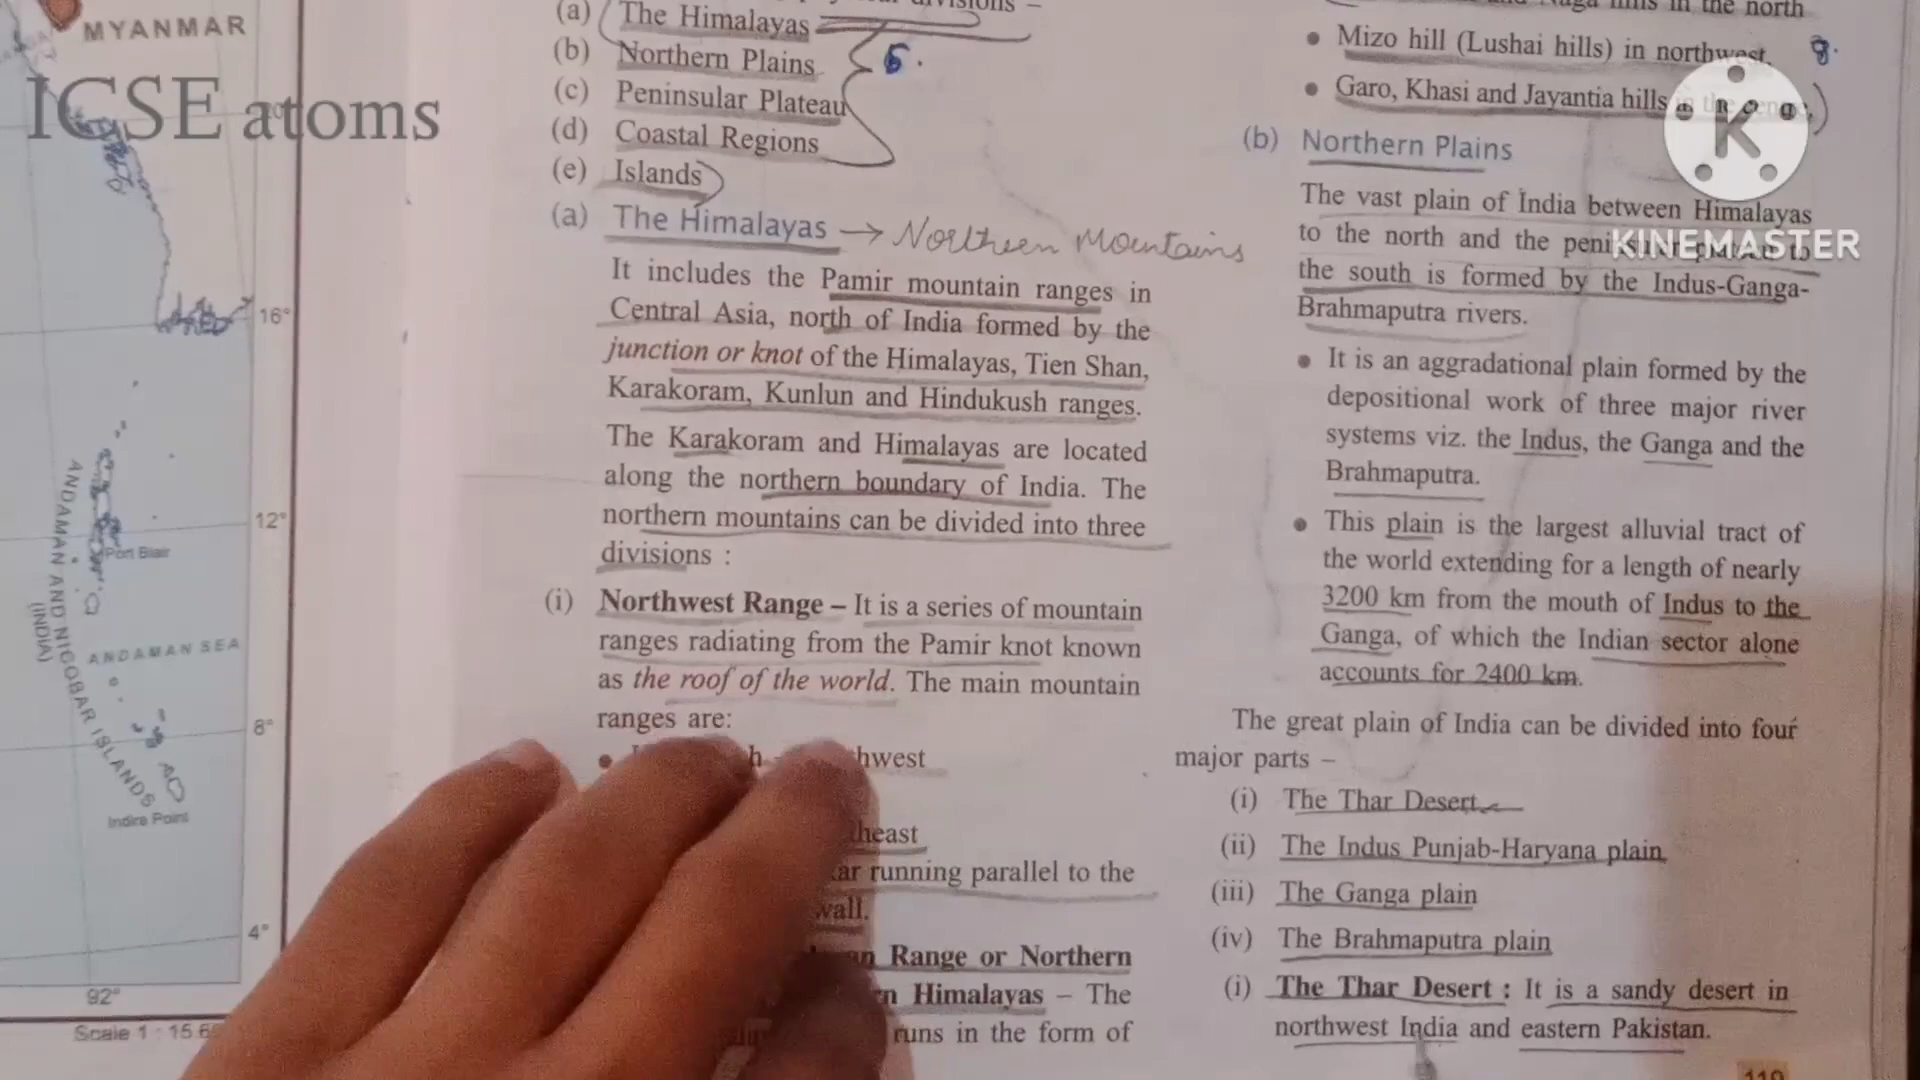 MYANMAR
ICSE atoms
16°
12°
Port Blair
ANDAMAN AND NICOBAR ISLANDS
(INDIA)
ANDAMAN SEA
8°
Indira Point
4°
92°
Scale 1 : 15.6
divisions –
(a) The Himalayas
(b) Northern Plains
(c) Peninsular Plateau
(d) Coastal Regions
(e) Islands
(a) The Himalayas → Northern Mountains
It includes the Pamir mountain ranges in
Central Asia, north of India formed by the
junction or knot of the Himalayas, Tien Shan,
Karakoram, Kunlun and Hindukush ranges.
The Karakoram and Himalayas are located
along the northern boundary of India. The
northern mountains can be divided into three
divisions :
(i) Northwest Range – It is a series of mountain
ranges radiating from the Pamir knot known
as the roof of the world. The main mountain
ranges are:
running parallel to the
wall.
Range or Northern
Himalayas – The
runs in the form of
hills in the north
• Mizo hill (Lushai hills) in northwest.
• Garo, Khasi and Jayantia hills
(b) Northern Plains
The vast plain of India between Himalayas
to the north and the
the south is formed by the Indus-Ganga-
Brahmaputra rivers.
• It is an aggradational plain formed by the
depositional work of three major river
systems viz. the Indus, the Ganga and the
Brahmaputra.
• This plain is the largest alluvial tract of
the world extending for a length of nearly
3200 km from the mouth of Indus to the
Ganga, of which the Indian sector alone
accounts for 2400 km.
The great plain of India can be divided into four
major parts –
(i) The Thar Desert
(ii) The Indus Punjab-Haryana plain
(iii) The Ganga plain
(iv) The Brahmaputra plain
(i) The Thar Desert : It is a sandy desert in
northwest India and eastern Pakistan.
K
KINEMASTER